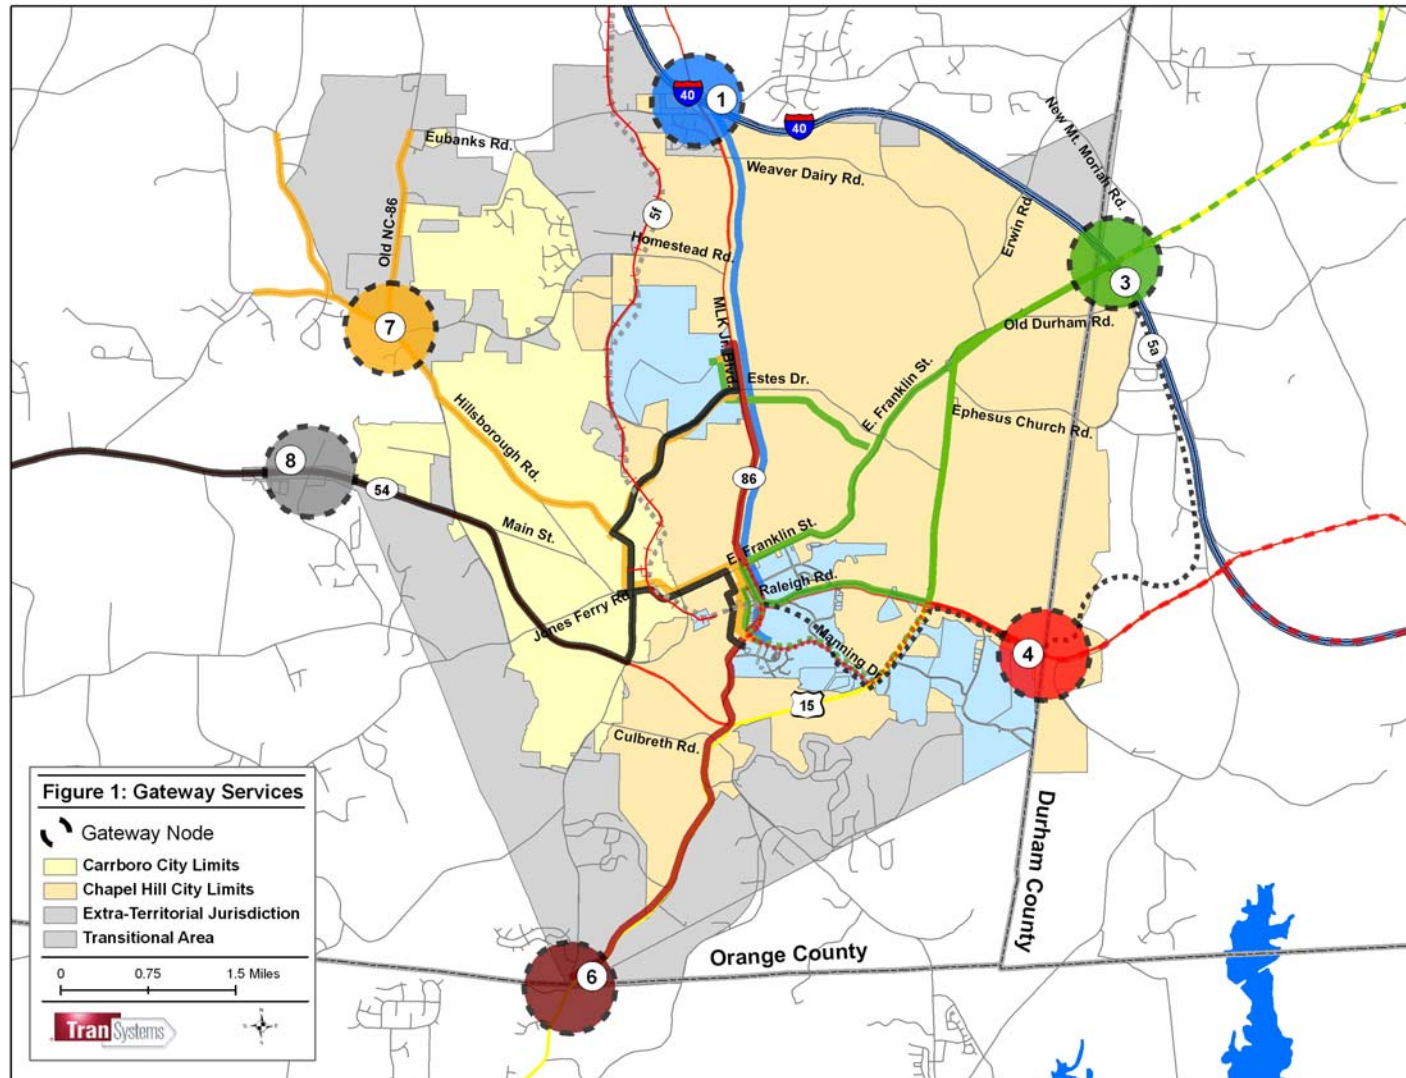 40
1
40
New Mt. Moriah Rd.
Eubanks Rd.
Weaver Dairy Rd.
Old NC-86
5f
Erwin Rd.
Homestead Rd.
3
7
MLK Jr. Blvd.
Old Durham Rd.
5a
Estes Dr.
E. Franklin St.
Ephesus Church Rd.
Hillsborough Rd.
8
54
86
Main St.
E. Franklin St.
Raleigh Rd.
Jones Ferry Rd.
Manning Dr.
4
15
Culbreth Rd.
Figure 1: Gateway Services
Gateway Node
Carrboro City Limits
Chapel Hill City Limits
Extra-Territorial Jurisdiction
Transitional Area
0 0.75 1.5 Miles
TranSystems
Durham County
Orange County
6